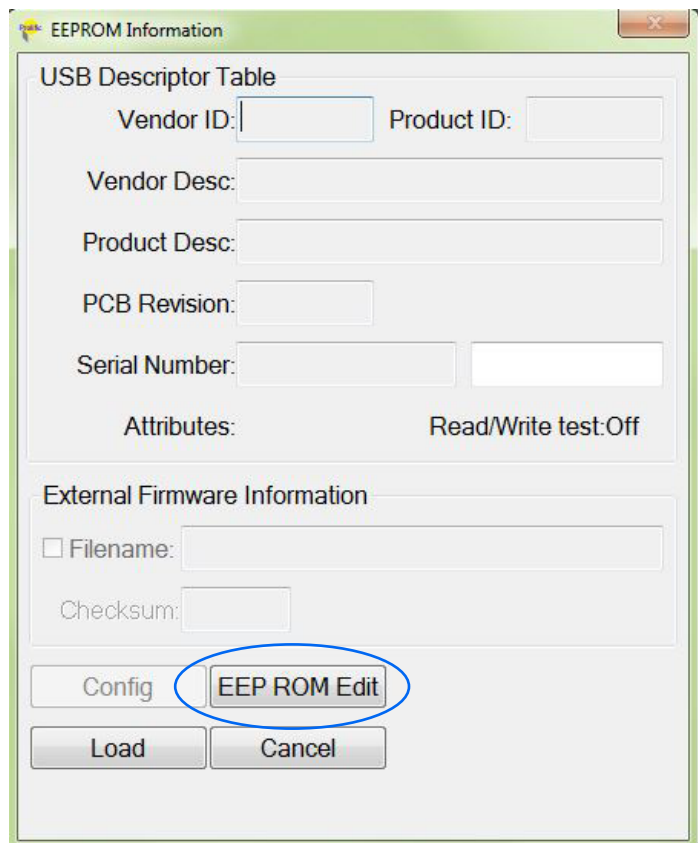 Prolific EEPROM Information
USB Descriptor Table
Vendor ID: Product ID:
Vendor Desc:
Product Desc:
PCB Revision:
Serial Number:
Attributes: Read/Write test:Off
External Firmware Information
Filename:
Checksum:
Config EEP ROM Edit
Load Cancel